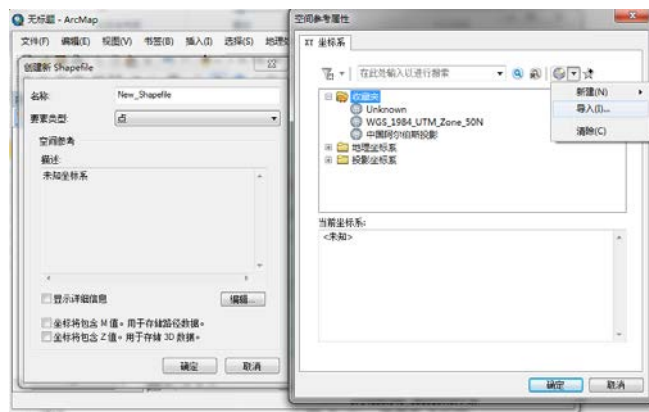 无标题 - ArcMap
文件(F) 编辑(E) 视图(V) 书签(B) 插入(I) 选择(S) 地理处
创建新 Shapefile
名称: New_Shapefile
要素类型: 点
空间参考
描述:
未知坐标系
显示详细信息
编辑...
坐标将包含 M 值。用于存储路径数据。
坐标将包含 Z 值。用于存储 3D 数据。
确定 取消
空间参考属性
XY 坐标系
在此处输入以进行搜索
新建(N)
导入(I)...
清除(C)
收藏夹
Unknown
WGS_1984_UTM_Zone_50N
中国阿尔伯斯投影
地理坐标系
投影坐标系
当前坐标系:
<未知>
确定 取消